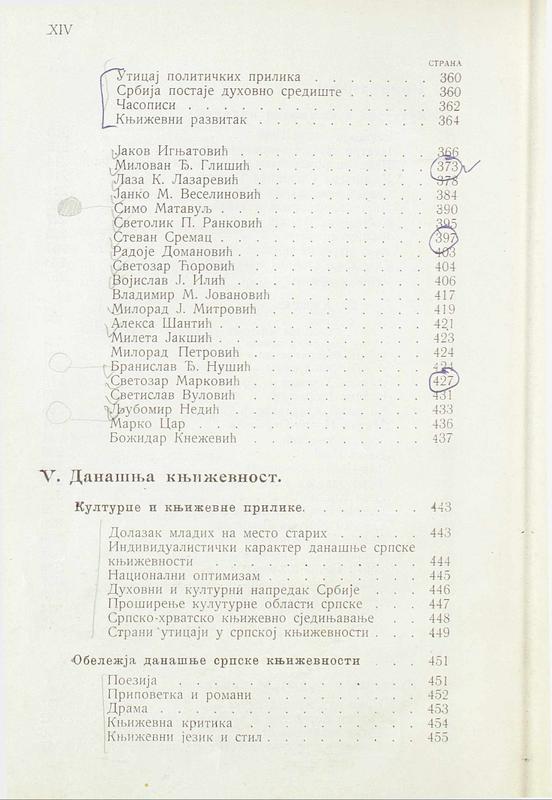 XIV
СТРАНА
Утицај политичких прилика . . . . . . . 360
Србија постаје духовно средиште . . . . . 360
Часописи . . . . . . . . . . . . . 362
Књижевни развитак . . . . . . . . . . 364
Јаков Игњатовић . . . . . . . . . . . 366
Милован Ђ. Глишић . . . . . . . . . . 373
Лаза К. Лазаревић . . . . . . . . . . 378
Јанко М. Веселиновић . . . . . . . . . 384
Симо Матавуљ . . . . . . . . . . . . 390
Светолик П. Ранковић . . . . . . . . . 395
Стеван Сремац . . . . . . . . . . . . 397
Радоје Домановић . . . . . . . . . . . 403
Светозар Ћоровић . . . . . . . . . . . 404
Војислав Ј. Илић . . . . . . . . . . . 406
Владимир М. Јовановић . . . . . . . . . 417
Милорад Ј. Митровић . . . . . . . . . . 419
Алекса Шантић . . . . . . . . . . . . 421
Милета Јакшић . . . . . . . . . . . . 423
Милорад Петровић . . . . . . . . . . . 424
Бранислав Ђ. Нушић . . . . . . . . . .
Светозар Марковић . . . . . . . . . . 427
Светислав Вуловић . . . . . . . . . . 431
Љубомир Недић . . . . . . . . . . . . 433
Марко Цар . . . . . . . . . . . . . 436
Божидар Кнежевић . . . . . . . . . . . 437
V. Данашња књижевност.
Културне и књижевне прилике. . . . . . . 443
Долазак младих на место старих . . . . . . 443
Индивидуалистички карактер данашње српске
књижевности . . . . . . . . . . . . 444
Национални оптимизам . . . . . . . . . 445
Духовни и културни напредак Србије . . . . 446
Проширење кулутурне области српске . . . 447
Српско-хрватско књижевно сједињавање . . . 448
Страни утицаји у српској књижевности . . . 449
Обележја данашње српске књижевности . . . 451
Поезија . . . . . . . . . . . . . . 451
Приповетка и романи . . . . . . . . . . 452
Драма . . . . . . . . . . . . . . . 453
Књижевна критика . . . . . . . . . . . 454
Књижевни језик и стил . . . . . . . . . 455